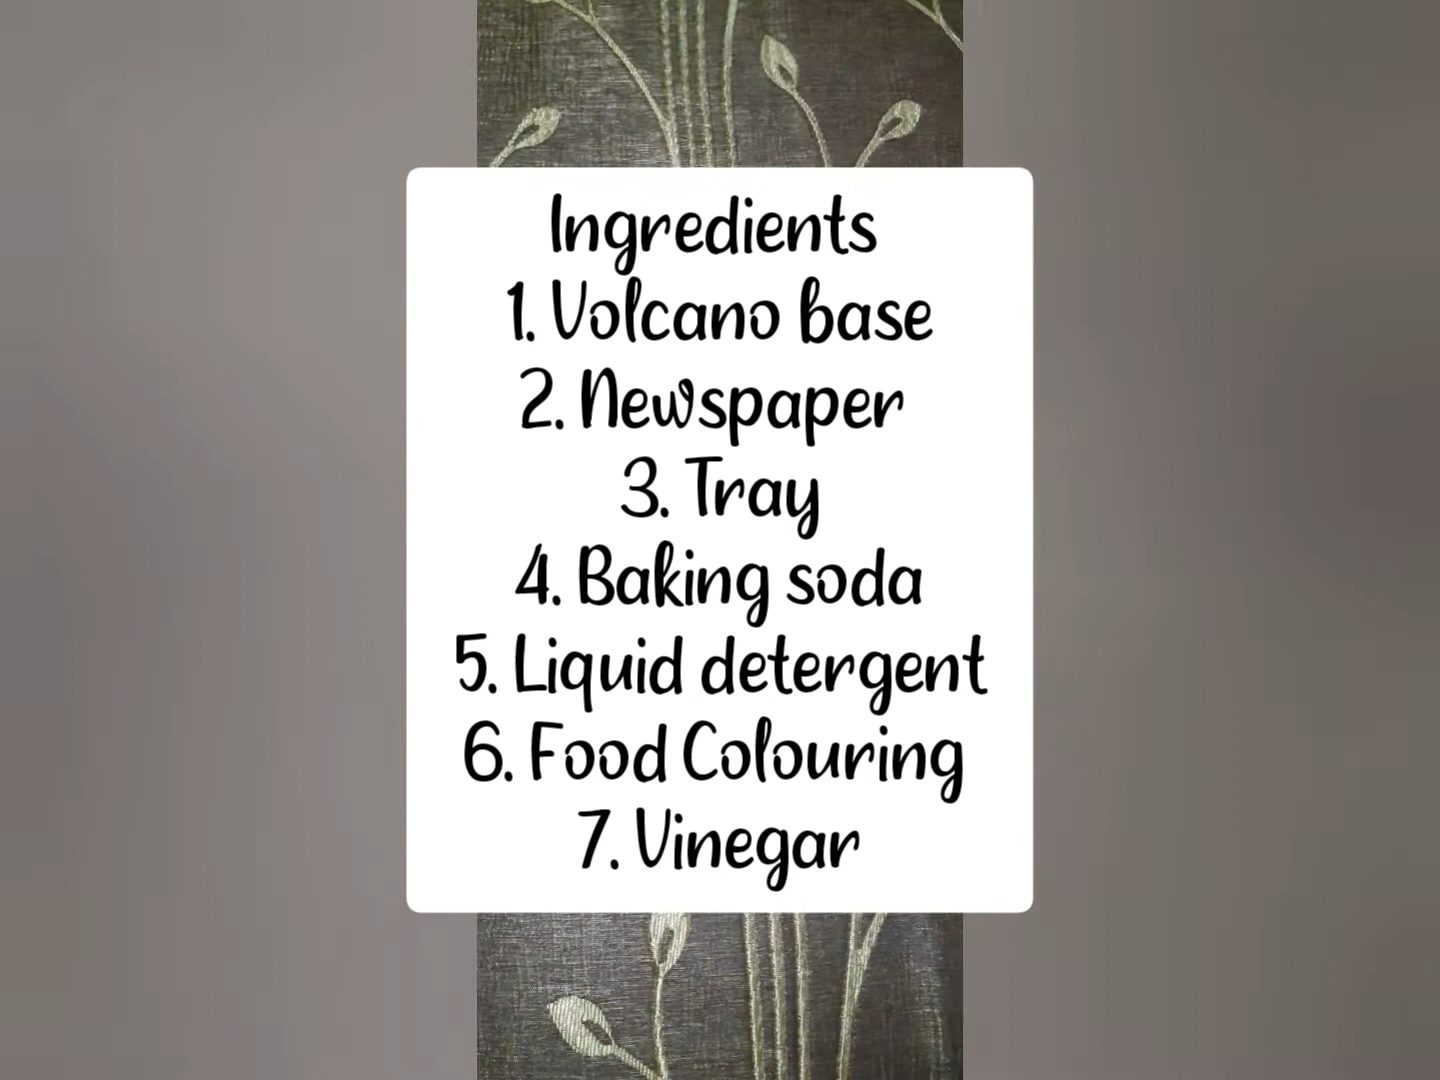 Ingredients
1. Volcano base
2. Newspaper
3. Tray
4. Baking soda
5. Liquid detergent
6. Food Colouring
7. Vinegar